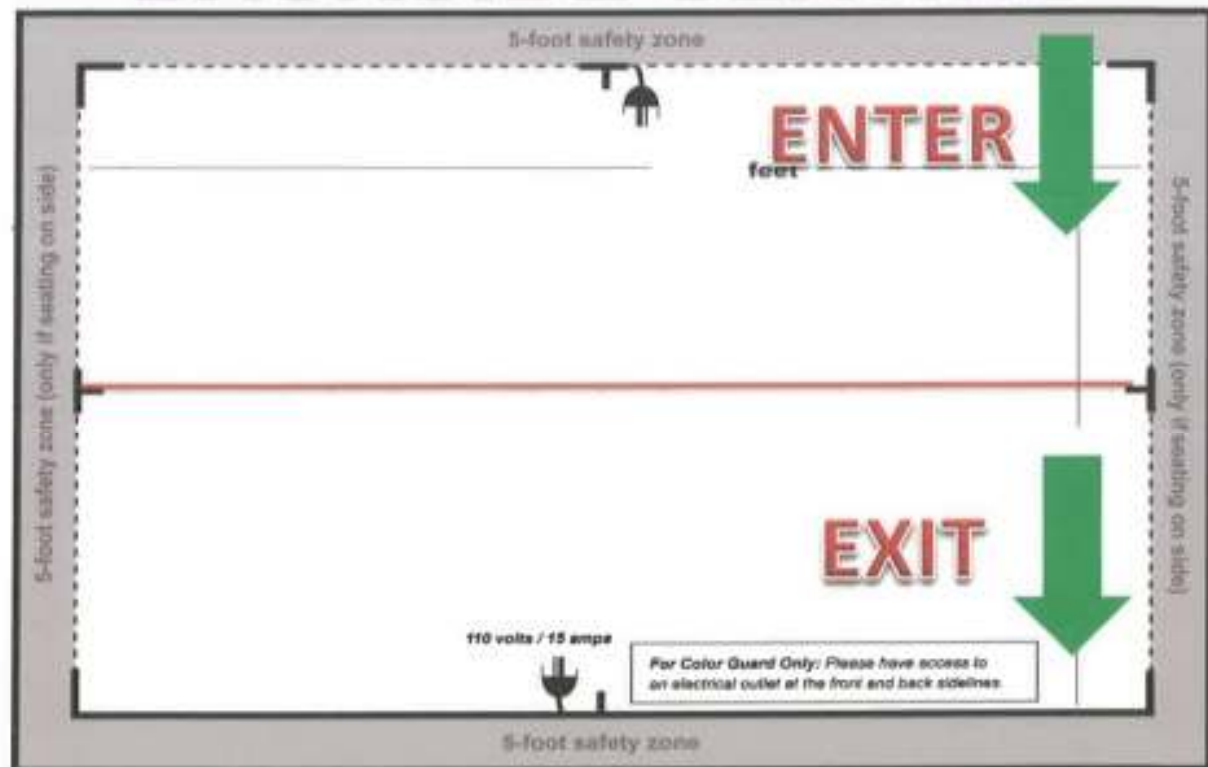 5-foot safety zone
ENTER
feet
5-foot safety zone (only if seating on side)
5-foot safety zone (only if seating on side)
EXIT
110 volts / 15 amps
For Color Guard Only: Please have access to
an electrical outlet at the front and back sidelines
5-foot safety zone